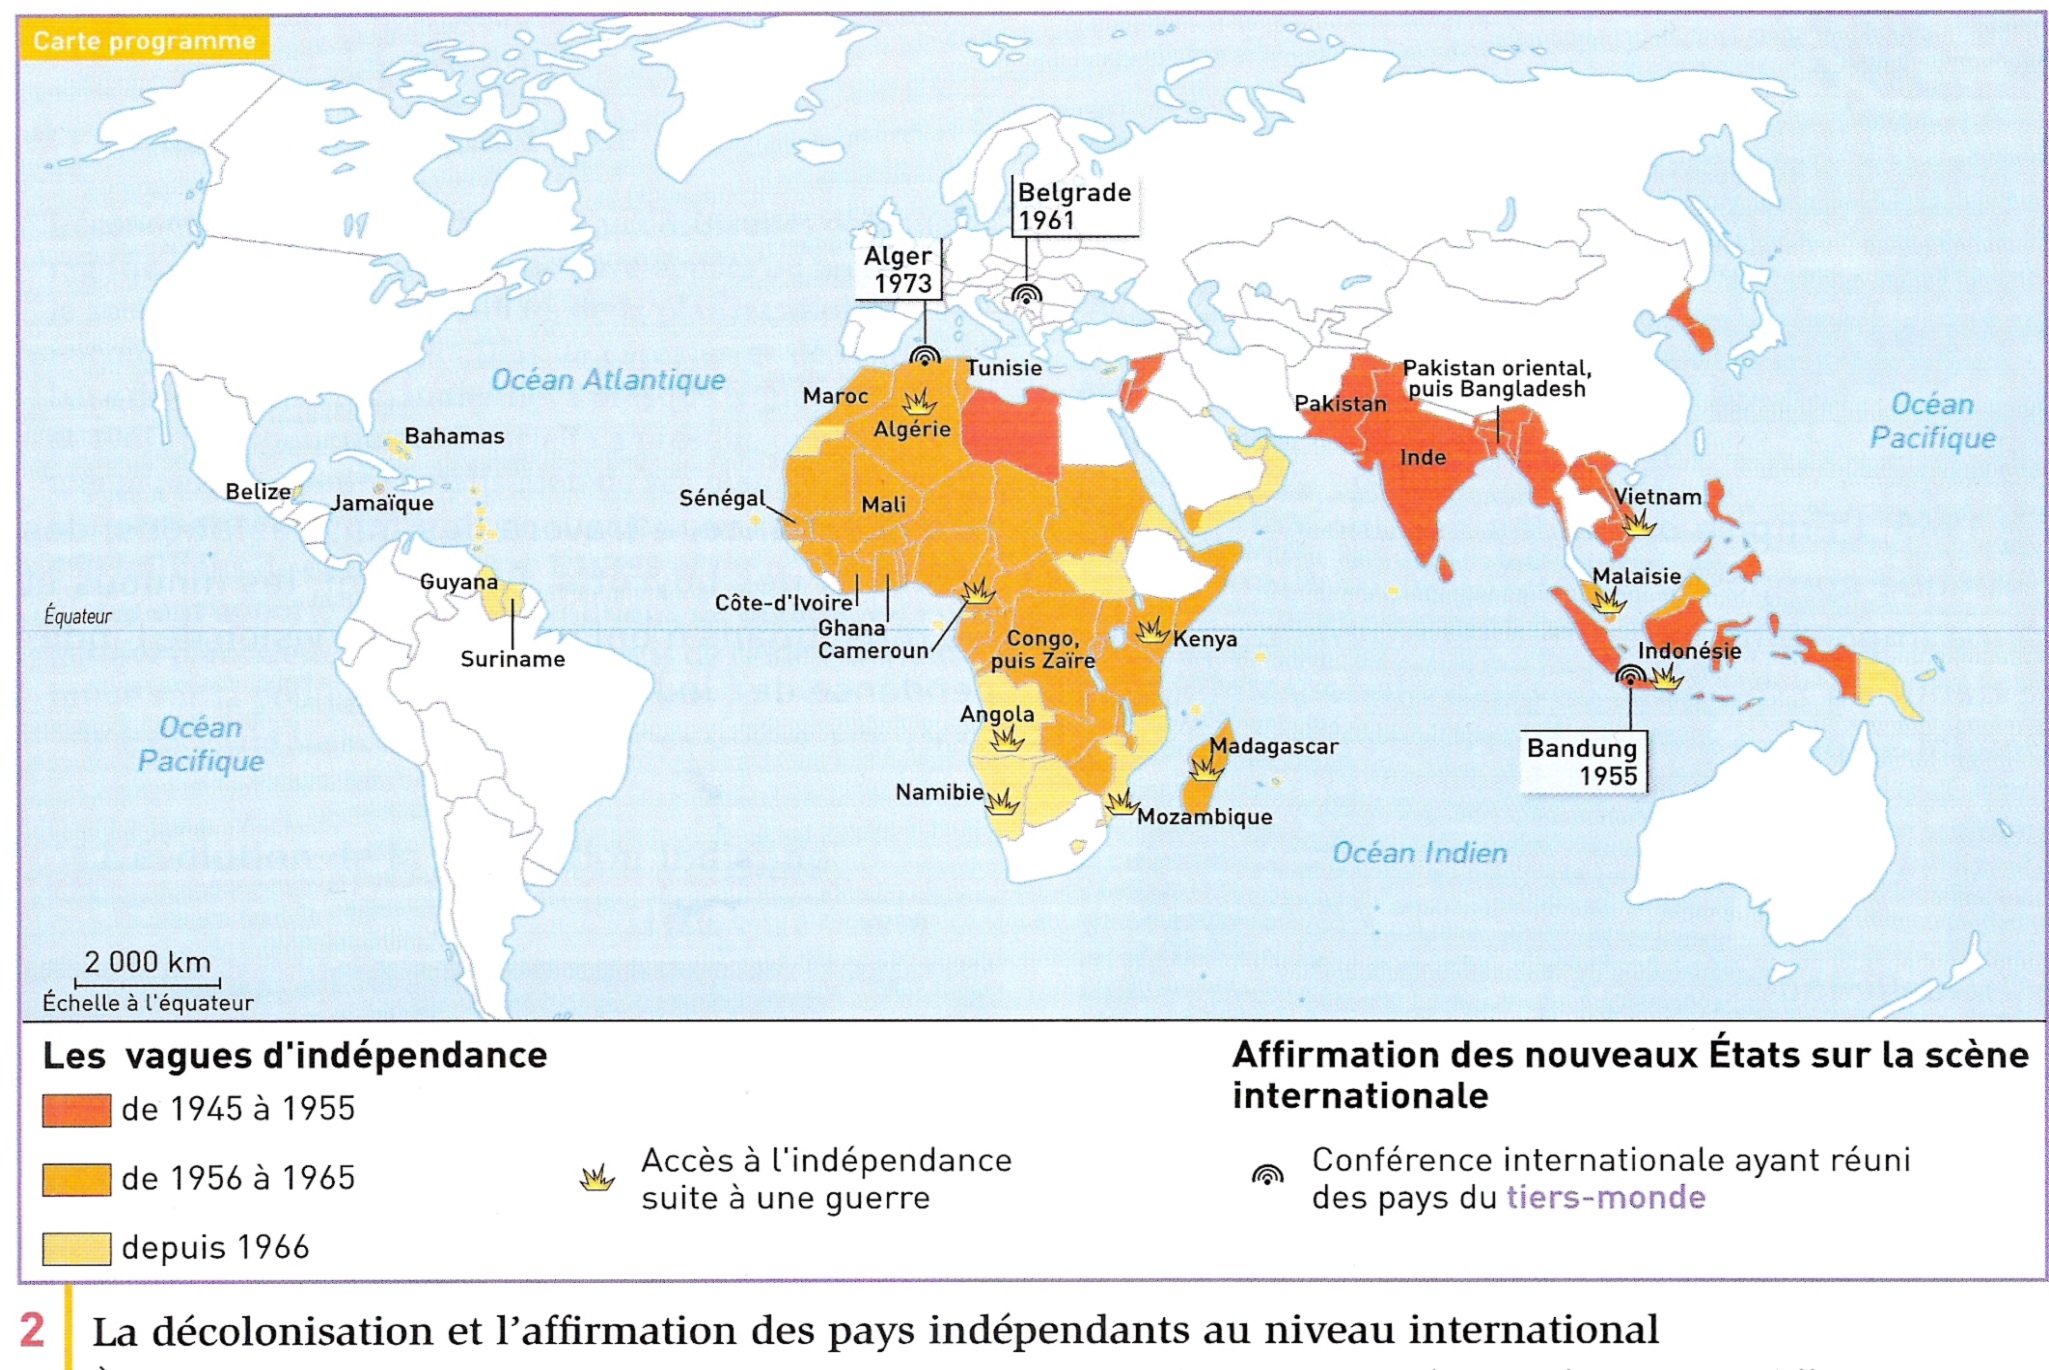 Carte programme
Belgrade
1961
Alger
1973
Océan Atlantique
Tunisie
Maroc
Algérie
Pakistan oriental,
puis Bangladesh
Pakistan
Inde
Océan
Pacifique
Bahamas
Belize
Jamaïque
Sénégal
Mali
Vietnam
Malaisie
Guyana
Équateur
Suriname
Côte-d'Ivoire
Ghana
Cameroun
Congo,
puis Zaïre
Kenya
Indonésie
Angola
Océan
Pacifique
Madagascar
Bandung
1955
Namibie
Mozambique
Océan Indien
2 000 km
Échelle à l'équateur
Les vagues d'indépendance
de 1945 à 1955
de 1956 à 1965
depuis 1966
Accès à l'indépendance
suite à une guerre
Affirmation des nouveaux États sur la scène
internationale
Conférence internationale ayant réuni
des pays du tiers-monde
2 La décolonisation et l'affirmation des pays indépendants au niveau international